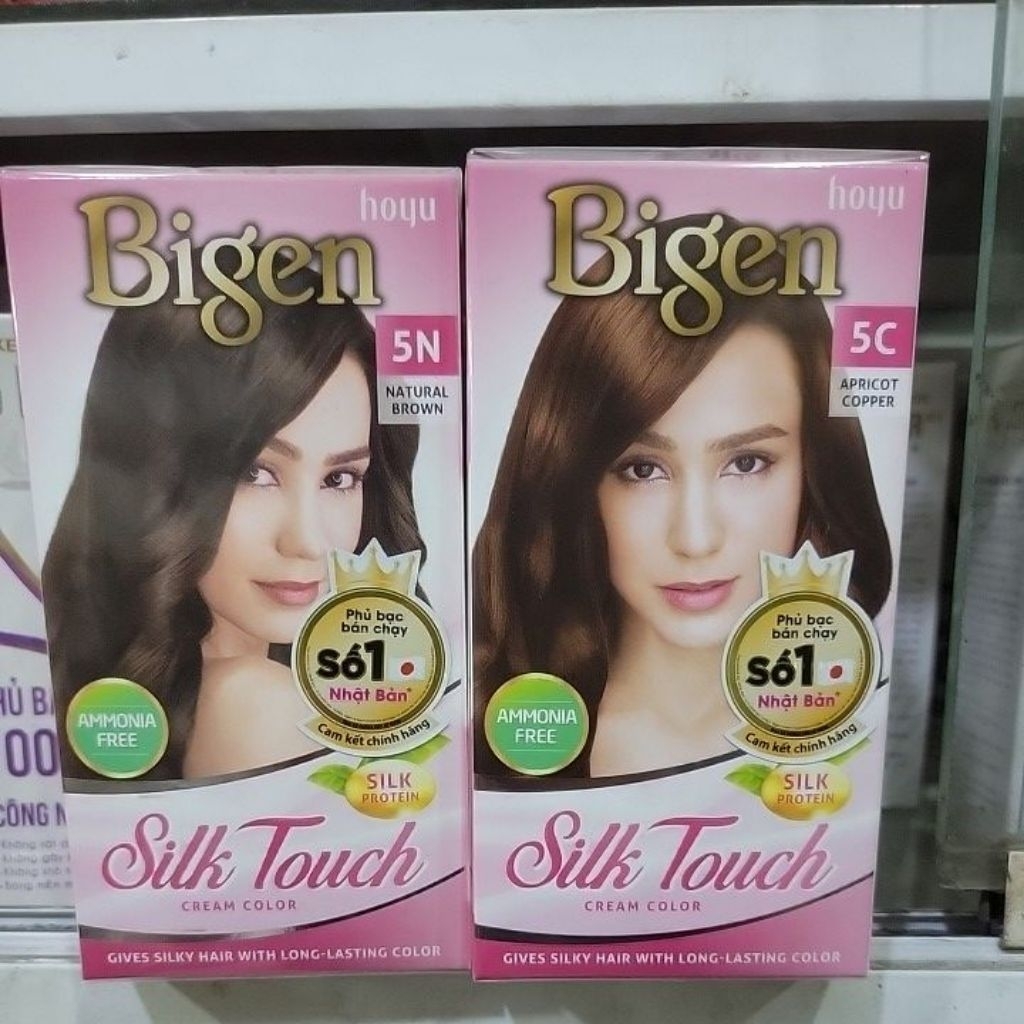 hoyu
Bigen
5N
NATURAL
BROWN
Phủ bạc
bán chạy
Số1
Nhật Bản*
Cam kết chính hãng
AMMONIA
FREE
SILK
PROTEIN
Silk Touch
CREAM COLOR
GIVES SILKY HAIR WITH LONG-LASTING COLOR
hoyu
Bigen
5C
APRICOT
COPPER
Phủ bạc
bán chạy
Số1
Nhật Bản*
Cam kết chính hãng
AMMONIA
FREE
SILK
PROTEIN
Silk Touch
CREAM COLOR
GIVES SILKY HAIR WITH LONG-LASTING COLOR